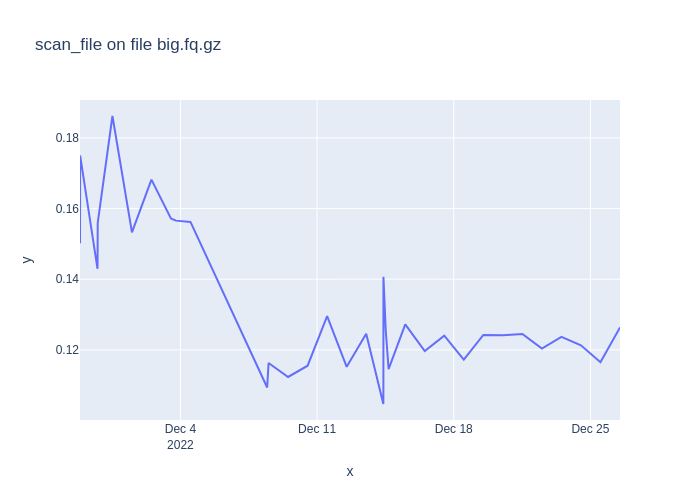 scan_file on file big.fq.gz
0.18
0.16
0.14
0.12
y
Dec 4
2022
Dec 11
Dec 18
Dec 25
x